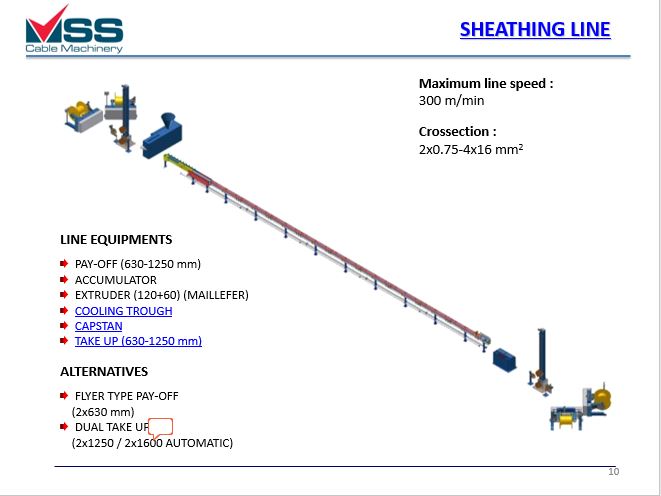 MSS
Cable Machinery
SHEATHING LINE
Maximum line speed :
300 m/min
Crossection :
2x0.75-4x16 mm²
LINE EQUIPMENTS
PAY-OFF (630-1250 mm)
ACCUMULATOR
EXTRUDER (120+60) (MAILLEFER)
COOLING TROUGH
CAPSTAN
TAKE UP (630-1250 mm)
ALTERNATIVES
FLYER TYPE PAY-OFF
(2x630 mm)
DUAL TAKE UP
(2x1250 / 2x1600 AUTOMATIC)
10